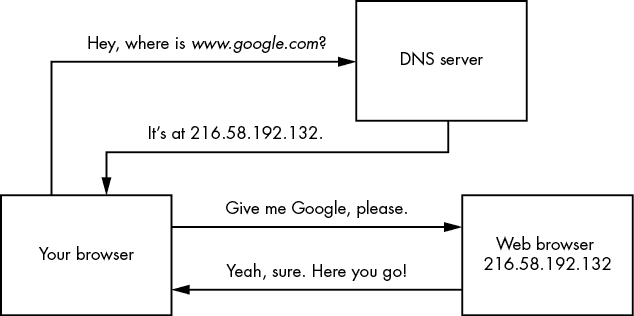 Hey, where is www.google.com?
DNS server
It's at 216.58.192.132.
Your browser
Give me Google, please.
Yeah, sure. Here you go!
Web browser
216.58.192.132